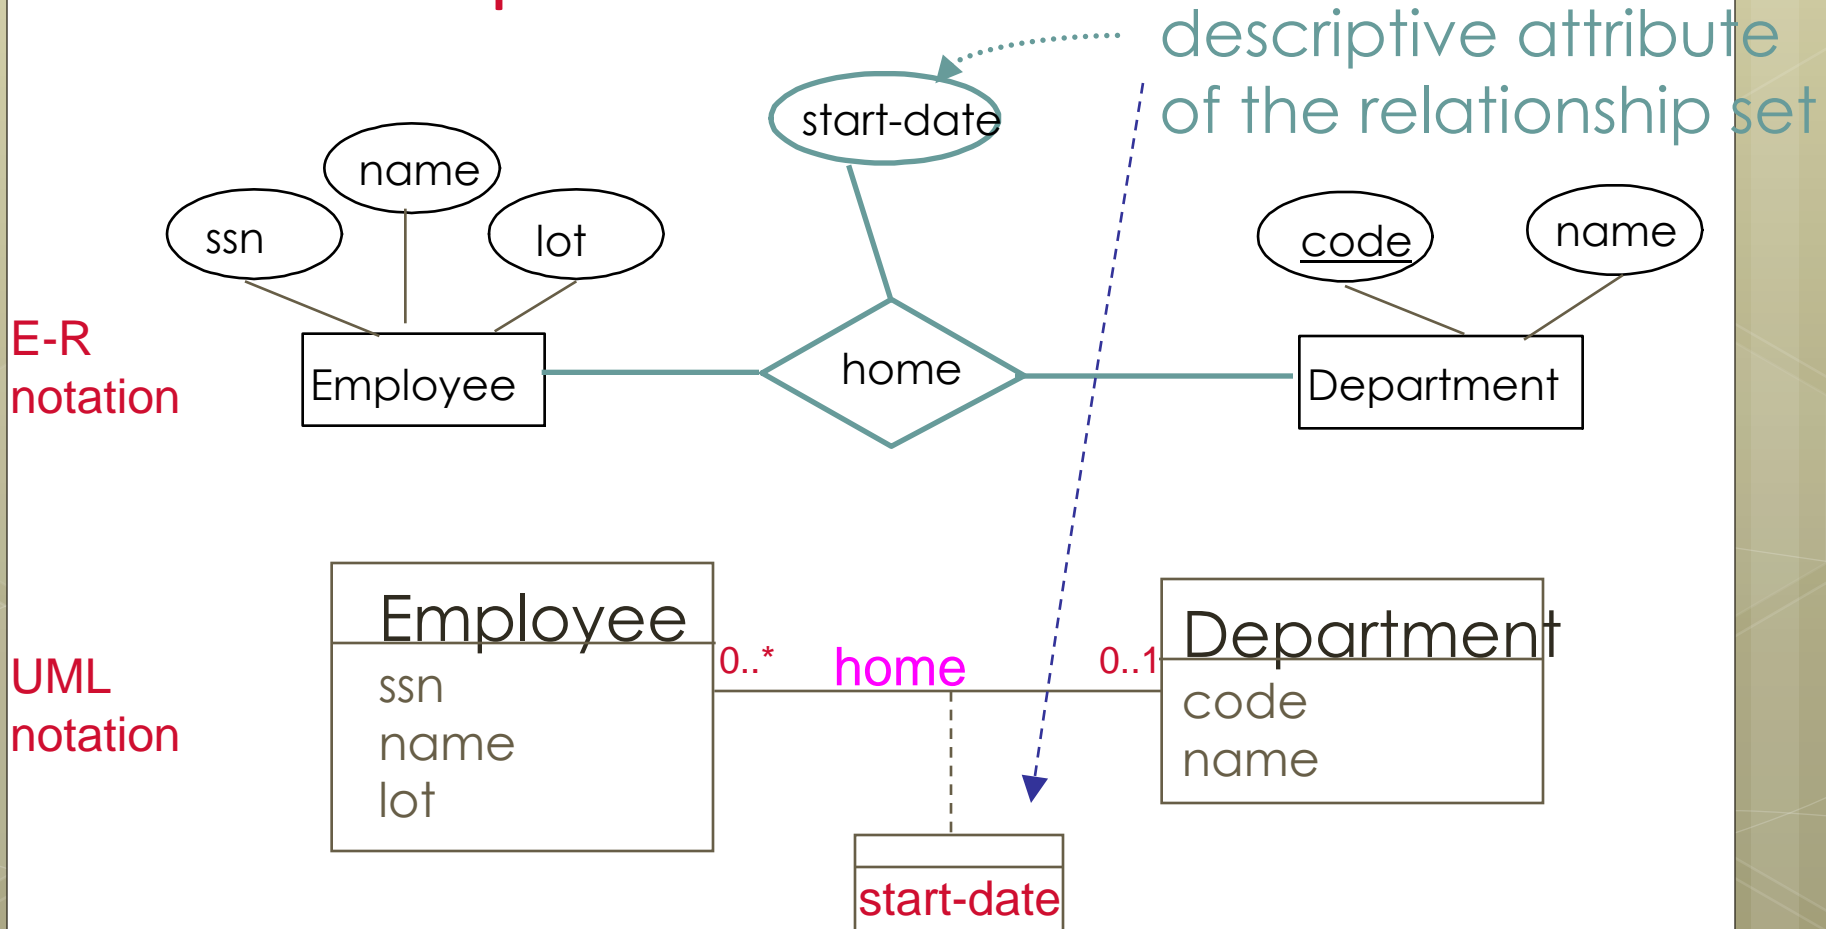 descriptive attribute
of the relationship set
start-date
name
ssn
lot
code
name
E-R
notation
Employee
home
Department
UML
notation
Employee
ssn
name
lot
0..*
home
0..1
Department
code
name
start-date